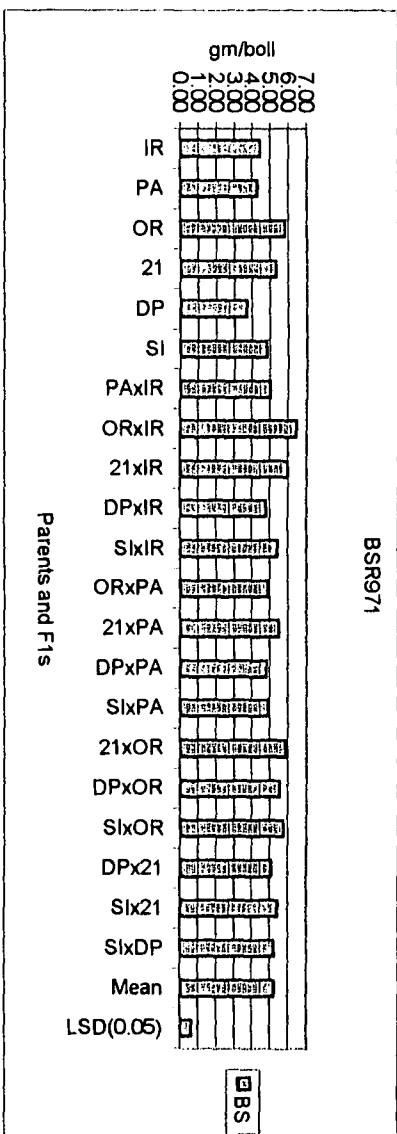 BSR971
gm/boll
7.00
6.00
5.00
4.00
3.00
2.00
1.00
0.00
IR
PA
OR
21
DP
SI
PAxIR
ORxIR
21xIR
DPxIR
SIxIR
ORxPA
21xPA
DPxPA
SIxPA
21xOR
DPxOR
SIxOR
DPx21
SIx21
SIxDP
Mean
LSD(0.05)
Parents and F1s
BS